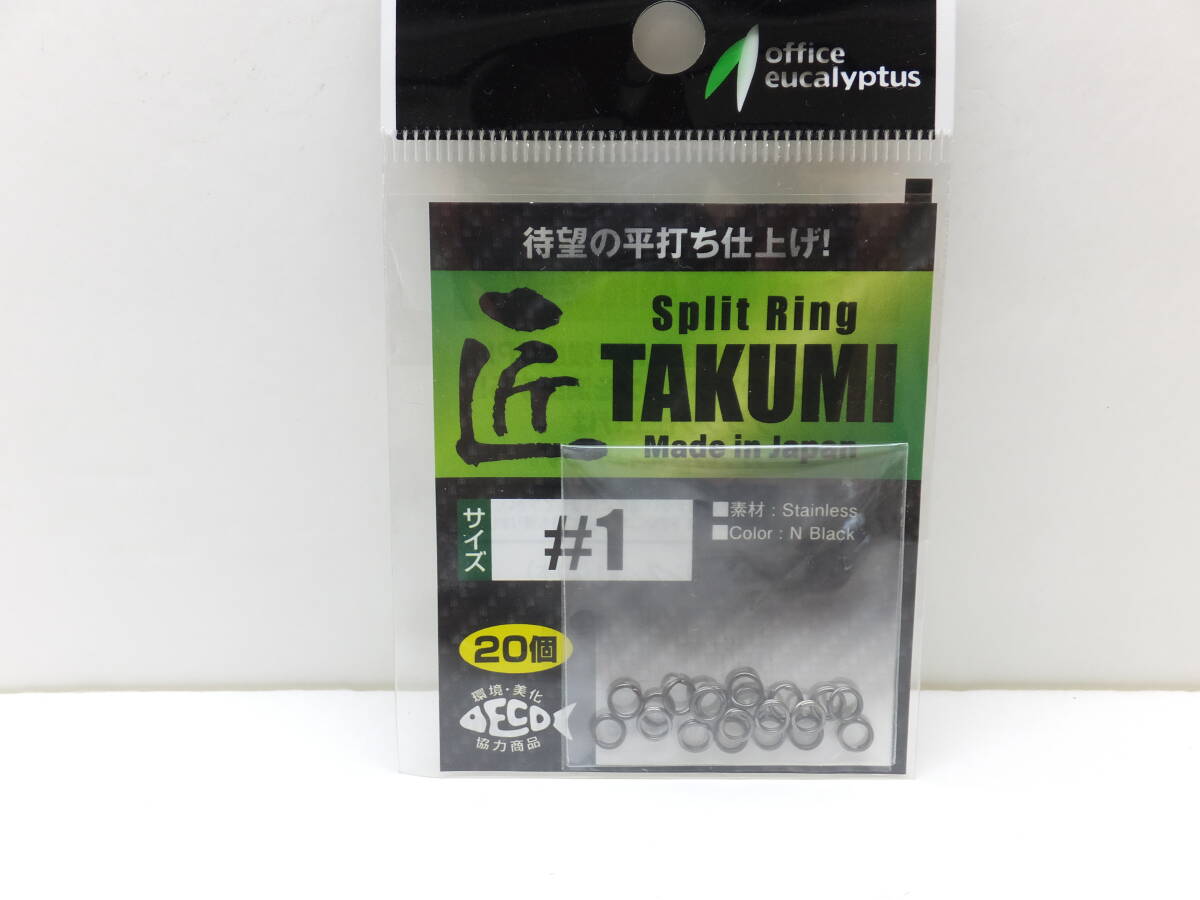 office
eucalyptus
待望の平打ち仕上げ!
匠
Split Ring
TAKUMI
Made in Japan
サイズ
#1
■素材 : Stainless
■Color : N Black
20個
環境・美化
ECO
協力商品